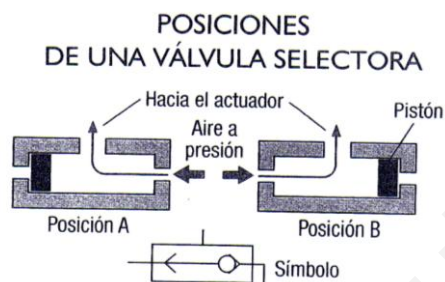 POSICIONES
DE UNA VÁLVULA SELECTORA
Hacia el actuador
Pistón
Aire a
presión
Posición A
Posición B
Símbolo